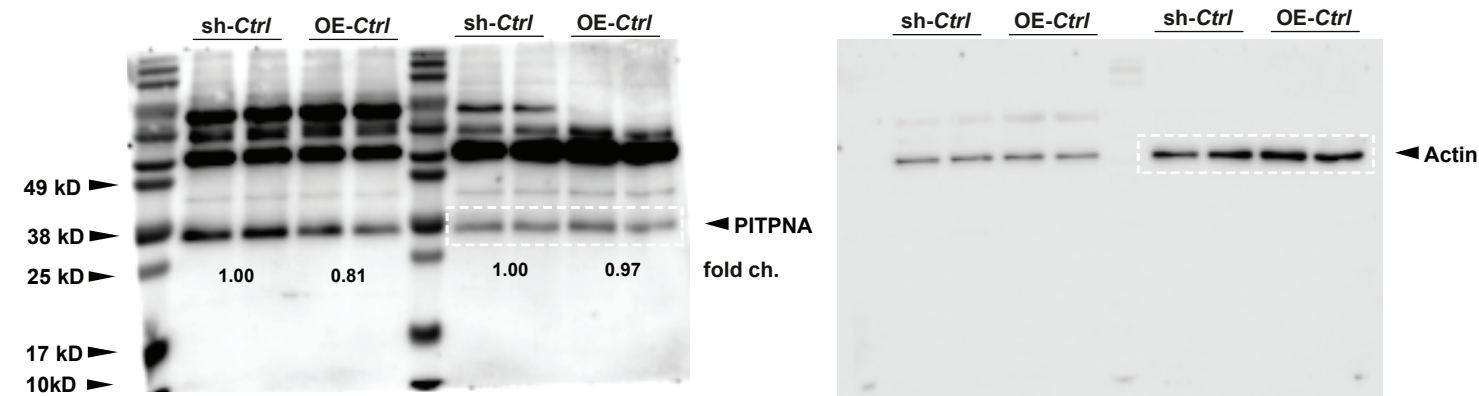 sh-Ctrl OE-Ctrl sh-Ctrl OE-Ctrl
sh-Ctrl OE-Ctrl sh-Ctrl OE-Ctrl
49 kD
38 kD
25 kD
17 kD
10kD
PITPNA
1.00 0.81 1.00 0.97 fold ch.
Actin